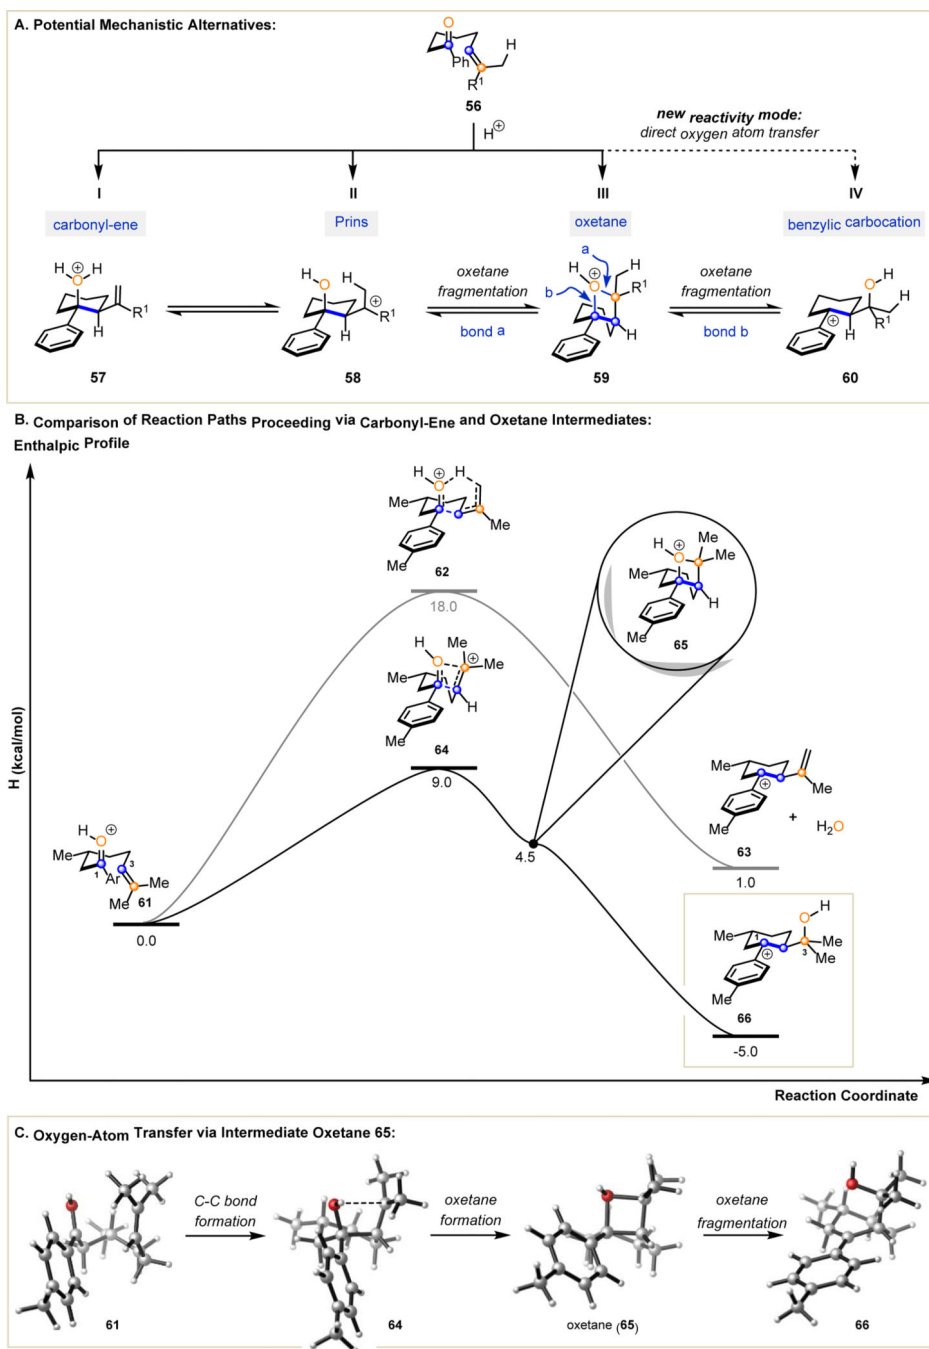 A. Potential Mechanistic Alternatives:
O
H
Ph
R¹
56
H⊕
new reactivity mode:
direct oxygen atom transfer
I II III IV
carbonyl-ene Prins oxetane benzylic carbocation
H ⊕ H
O
R¹
H
57
HO H
⊕
R¹
H
58
oxetane
fragmentation
bond a
a
H
⊕
HO
R¹
b
H
59
oxetane
fragmentation
bond b
HO
H
R¹
H
⊕
60
B. Comparison of Reaction Paths Proceeding via Carbonyl-Ene and Oxetane Intermediates:
Enthalpic Profile
H (kcal/mol)
H ⊕ H
O
Me
Me
Me
62
18.0
H
O
Me
Me
⊕
Me
H
Me
64
9.0
H ⊕ Me
O
Me
Me
H
Me
65
4.5
H ⊕
O
Me
1
Ar
3
Me
Me
61
0.0
Me
⊕
Me
Me
+
H₂O
63
1.0
H
O
Me
1
Me
⊕
3
Me
Me
66
-5.0
Reaction Coordinate
C. Oxygen-Atom Transfer via Intermediate Oxetane 65:
C-C bond
formation
oxetane
formation
oxetane
fragmentation
61 64 oxetane (65) 66